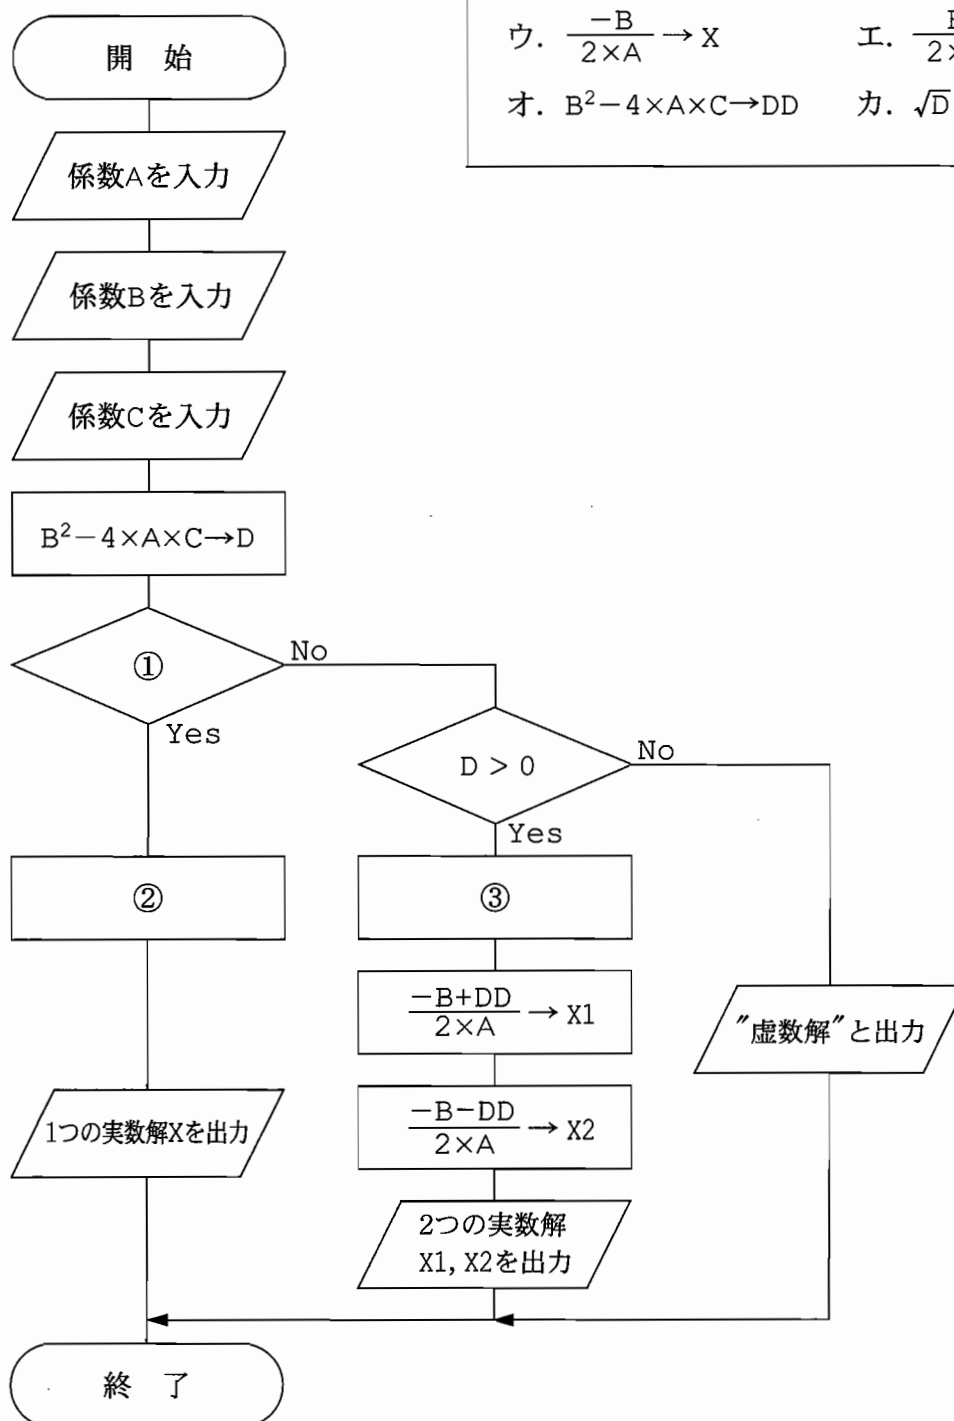 ウ. −B/2×A → X
エ. 2×
オ. B²−4×A×C→DD
カ. √D
開 始
係数Aを入力
係数Bを入力
係数Cを入力
B²−4×A×C→D
①
No
Yes
D > 0
No
Yes
②
③
−B+DD/2×A → X1
−B−DD/2×A → X2
"虚数解"と出力
1つの実数解Xを出力
2つの実数解
X1, X2を出力
終 了